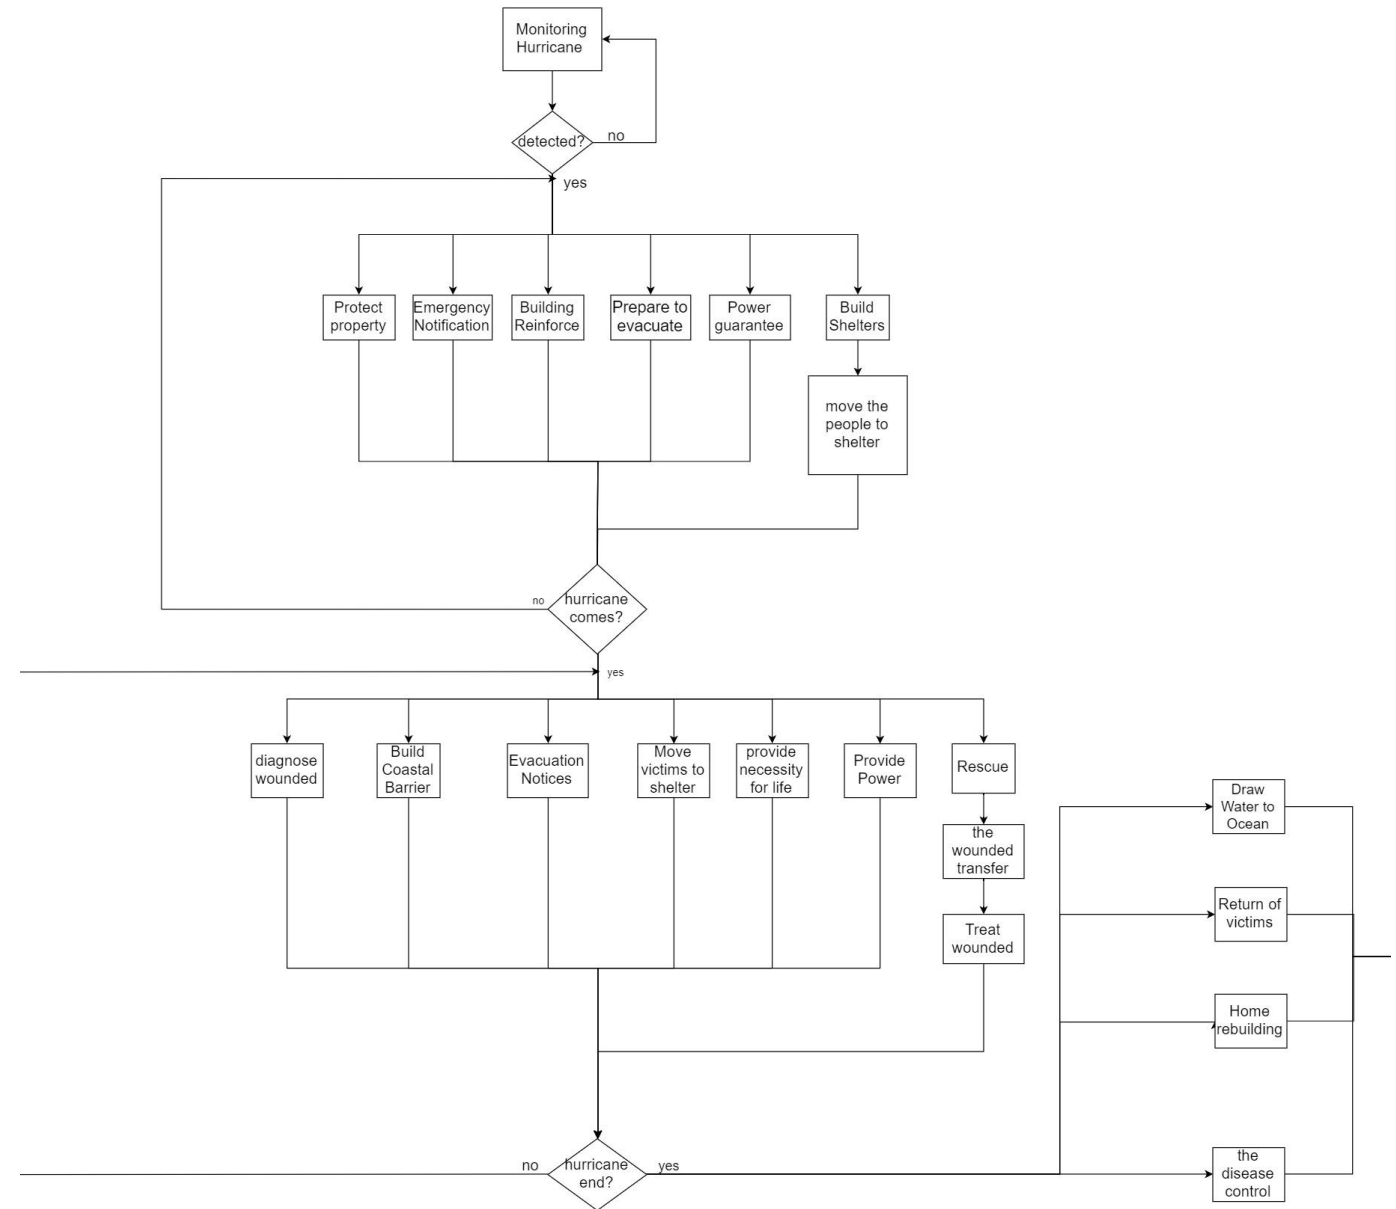 Monitoring
Hurricane
detected?
no
yes
Protect
property
Emergency
Notification
Building
Reinforce
Prepare to
evacuate
Power
guarantee
Build
Shelters
move the
people to
shelter
no
hurricane
comes?
yes
diagnose
wounded
Build
Coastal
Barrier
Evacuation
Notices
Move
victims to
shelter
provide
necessity
for life
Provide
Power
Rescue
the
wounded
transfer
Treat
wounded
Draw
Water to
Ocean
Return of
victims
Home
rebuilding
no
hurricane
end?
yes
the
disease
control